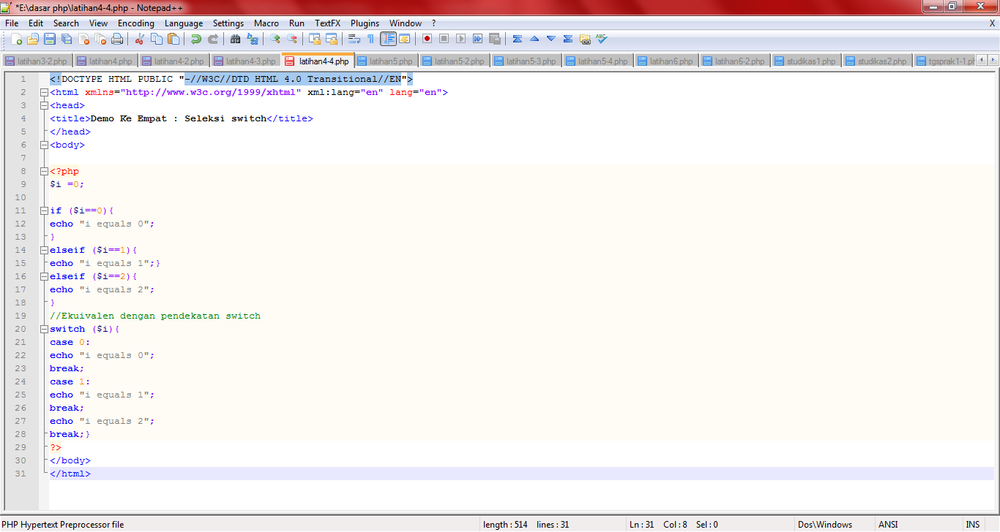 *E:\dasar php\latihan4-4.php - Notepad++
File Edit Search View Encoding Language Settings Macro Run TextFX Plugins Window ? X
latihan3-2.php latihan4.php latihan4-2.php latihan4-3.php latihan4-4.php latihan5.php latihan5-2.php latihan5-3.php latihan5-4.php latihan6.php latihan6-2.php studikas1.php studikas2.php tgsprak1-1.pl
1 <!DOCTYPE HTML PUBLIC "-//W3C//DTD HTML 4.0 Transitional//EN">
2 <html xmlns="http://www.w3c.org/1999/xhtml" xml:lang="en" lang="en">
3 <head>
4 <title>Demo Ke Empat : Seleksi switch</title>
5 </head>
6 <body>
7
8 <?php
9 $i =0;
10
11 if ($i==0){
12 echo "i equals 0";
13 }
14 elseif ($i==1){
15 echo "i equals 1";}
16 elseif ($i==2){
17 echo "i equals 2";
18 }
19 //Ekuivalen dengan pendekatan switch
20 switch ($i){
21 case 0:
22 echo "i equals 0";
23 break;
24 case 1:
25 echo "i equals 1";
26 break;
27 echo "i equals 2";
28 break;}
29 ?>
30 </body>
31 </html>
PHP Hypertext Preprocessor file length : 514 lines : 31 Ln : 31 Col : 8 Sel : 0 Dos\Windows ANSI INS